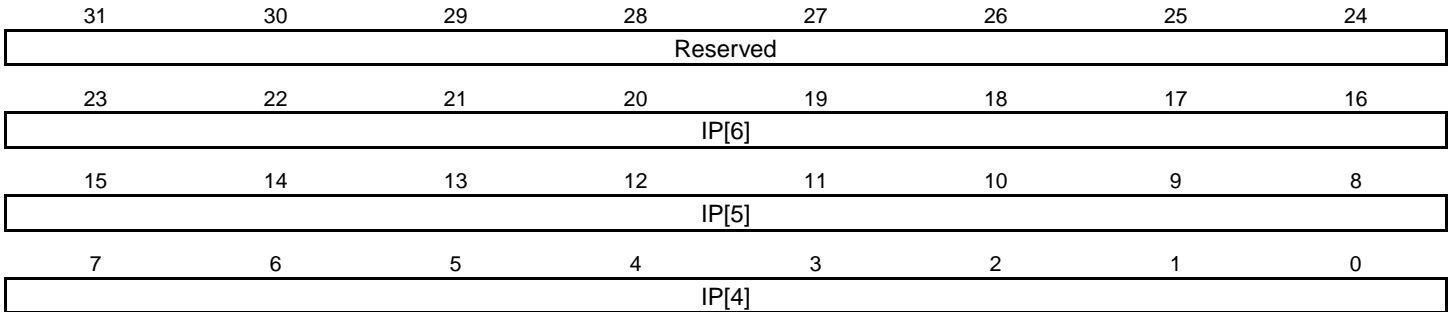 31 30 29 28 27 26 25 24
Reserved
23 22 21 20 19 18 17 16
IP[6]
15 14 13 12 11 10 9 8
IP[5]
7 6 5 4 3 2 1 0
IP[4]